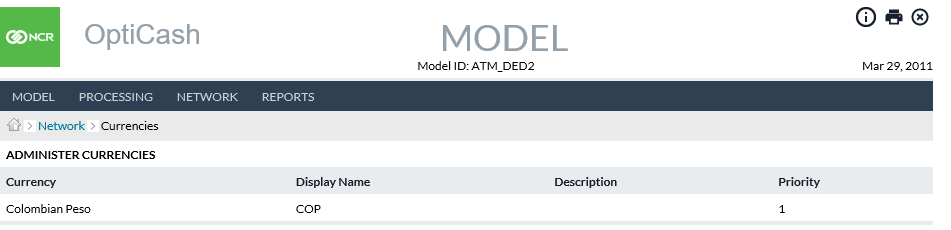 NCR OptiCash MODEL
Model ID: ATM_DED2 Mar 29, 2011
MODEL PROCESSING NETWORK REPORTS
Network Currencies
ADMINISTER CURRENCIES
Currency Display Name Description Priority
Colombian Peso COP 1